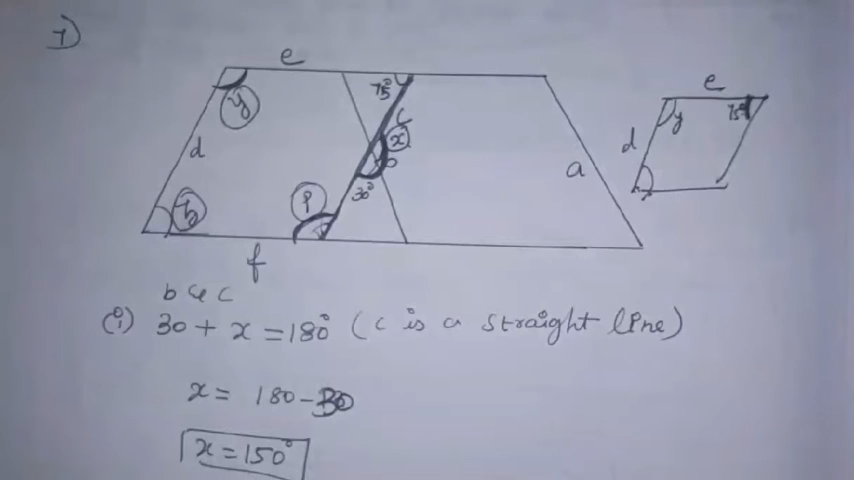 7)
e
e
75°
75°
y
y
c
x
d
d
a
30°
P
f
b c
(i) 30 + x = 180° (c is a straight line)
x = 180 - 30
x = 150°